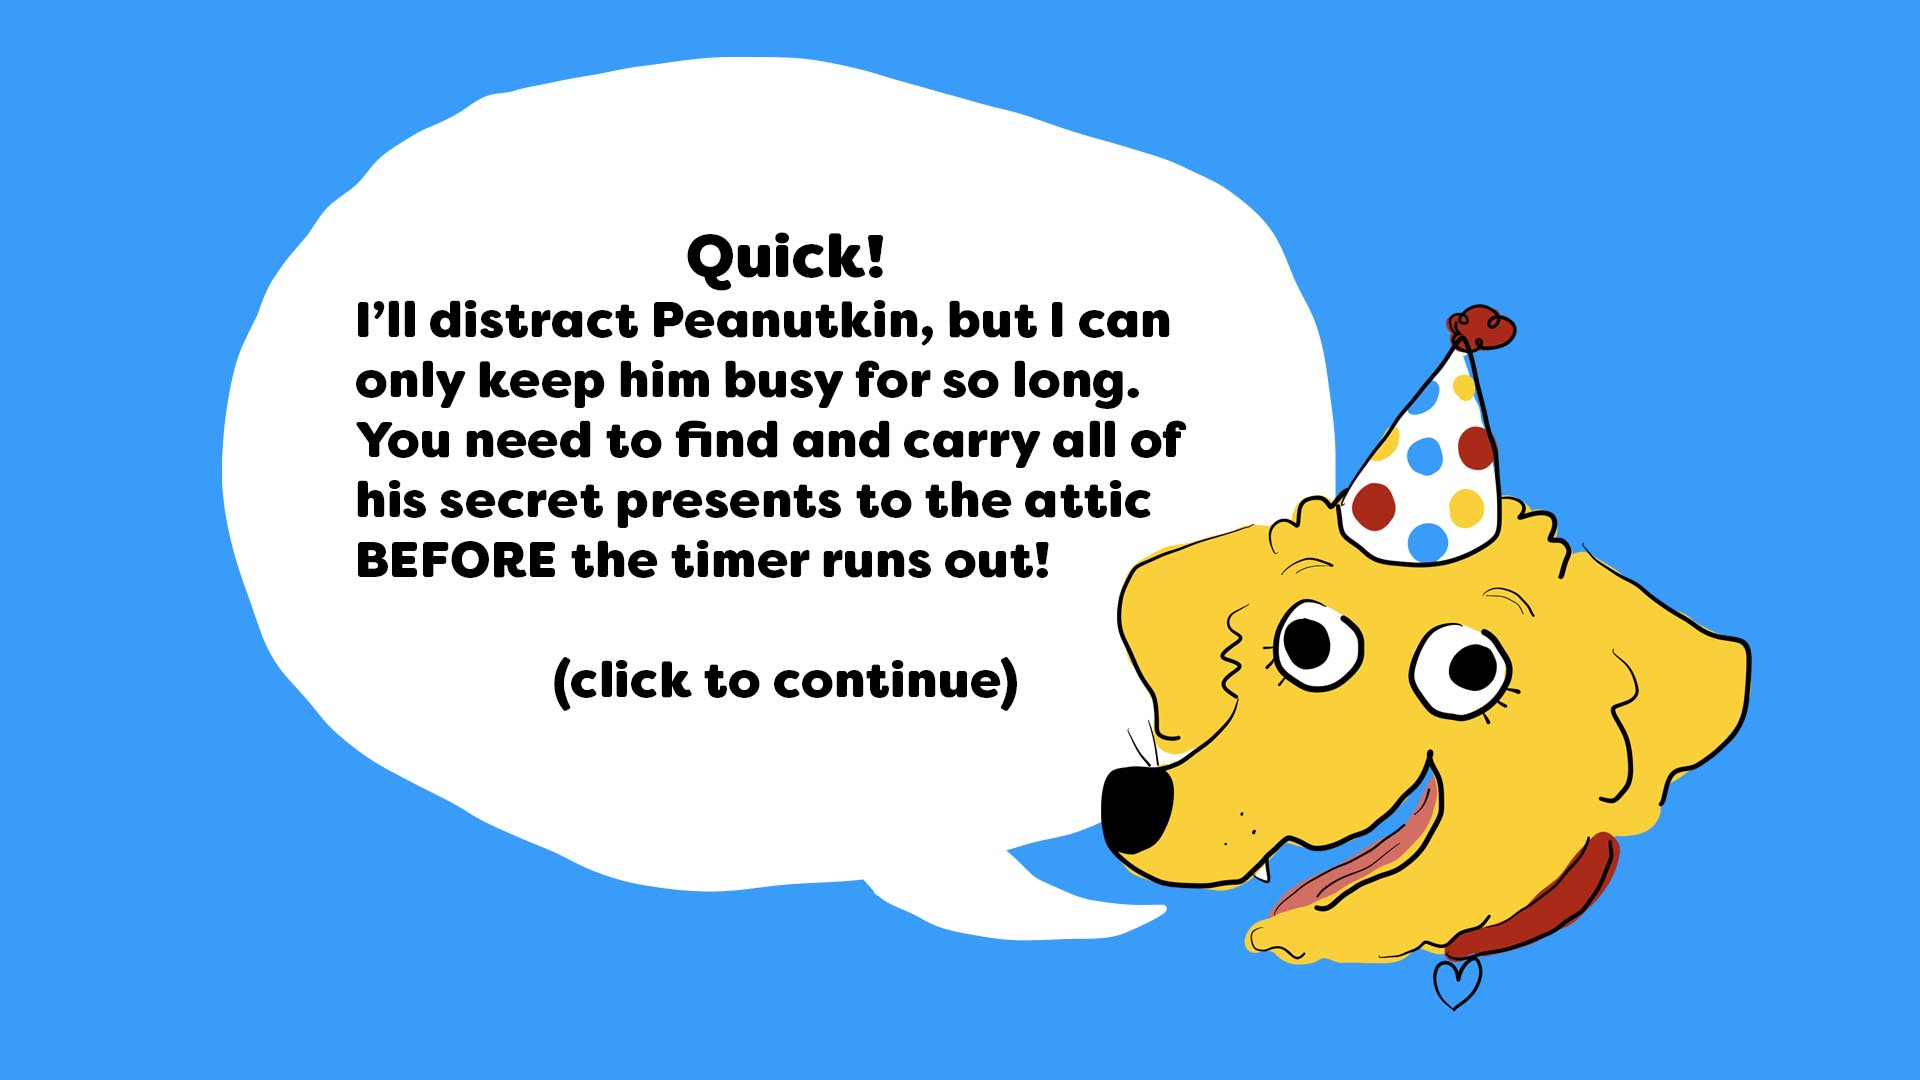 Quick!
I’ll distract Peanutkin, but I can
only keep him busy for so long.
You need to find and carry all of
his secret presents to the attic
BEFORE the timer runs out!
(click to continue)